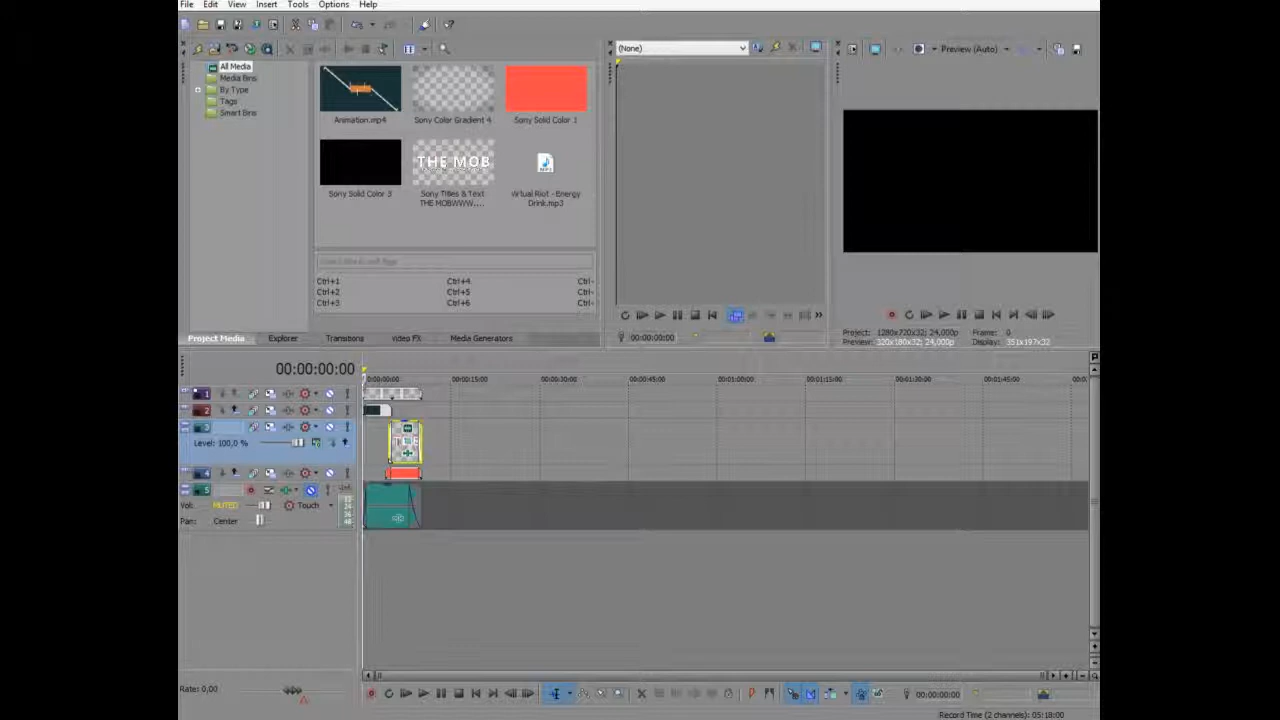 File Edit View Insert Tools Options Help
(None)
Preview (Auto)
All Media
Media Bins
By Type
Tags
Smart Bins
Animation.mp4
Sony Color Gradient 4
Sony Solid Color 1
THE MOB
Sony Solid Color 3
Sony Titles & Text THE MOBWWW....
Virtual Riot - Energy Drink.mp3
Ctrl+1 Ctrl+4 Ctrl-
Ctrl+2 Ctrl+5 Ctrl-
Ctrl+3 Ctrl+6 Ctrl-
00:00:00:00
Project: 1280x720x32; 24,000p Frame: 0
Preview: 320x180x32; 24,000p Display: 351x197x32
Project Media Explorer Transitions Video FX Media Generators
00:00:00:00
0:00:00:00 00:00:15:00 00:00:30:00 00:00:45:00 00:01:00:00 00:01:15:00 00:01:30:00 00:01:45:00 00:0
1
2
3
Level: 100,0 %
4
5
Vol: MUTED Touch
Pan: Center
Rate: 0,00
00:00:00:00
Record Time (2 channels): 05:18:00